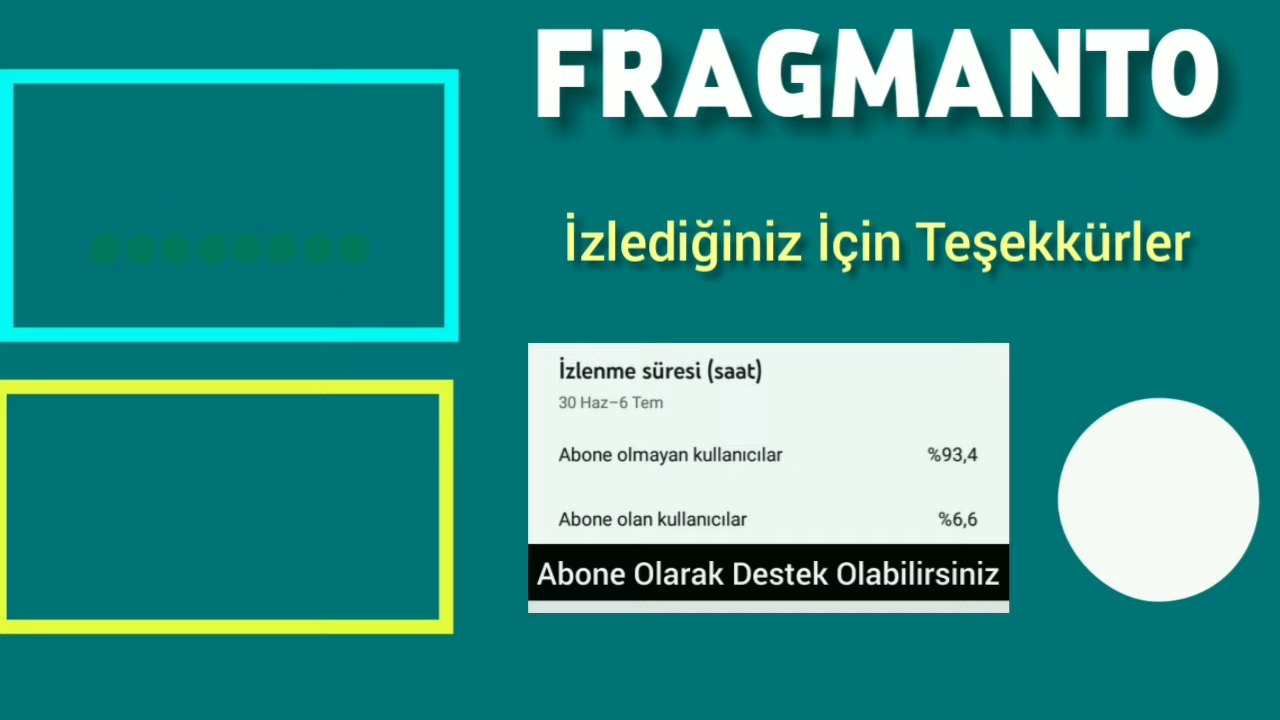 FRAGMANTO
İzlediğiniz İçin Teşekkürler
İzlenme süresi (saat)
30 Haz–6 Tem
Abone olmayan kullanıcılar %93,4
Abone olan kullanıcılar %6,6
Abone Olarak Destek Olabilirsiniz